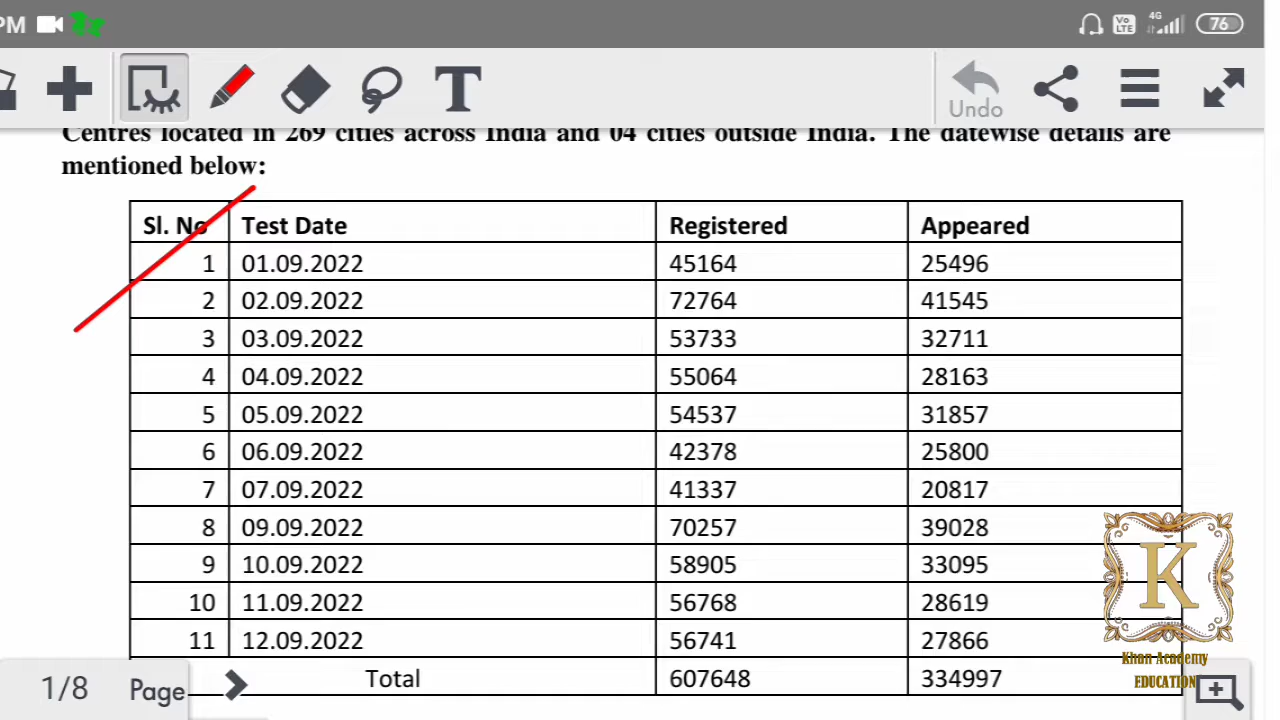 PM Vo LTE 4G 76
T Undo
Centres located in 269 cities across India and 04 cities outside India. The datewise details are
mentioned below:
Sl. No Test Date Registered Appeared
1 01.09.2022 45164 25496
2 02.09.2022 72764 41545
3 03.09.2022 53733 32711
4 04.09.2022 55064 28163
5 05.09.2022 54537 31857
6 06.09.2022 42378 25800
7 07.09.2022 41337 20817
8 09.09.2022 70257 39028
9 10.09.2022 58905 33095
10 11.09.2022 56768 28619
11 12.09.2022 56741 27866
Total 607648 334997
K
Khan Academy
EDUCATION
1/8 Page